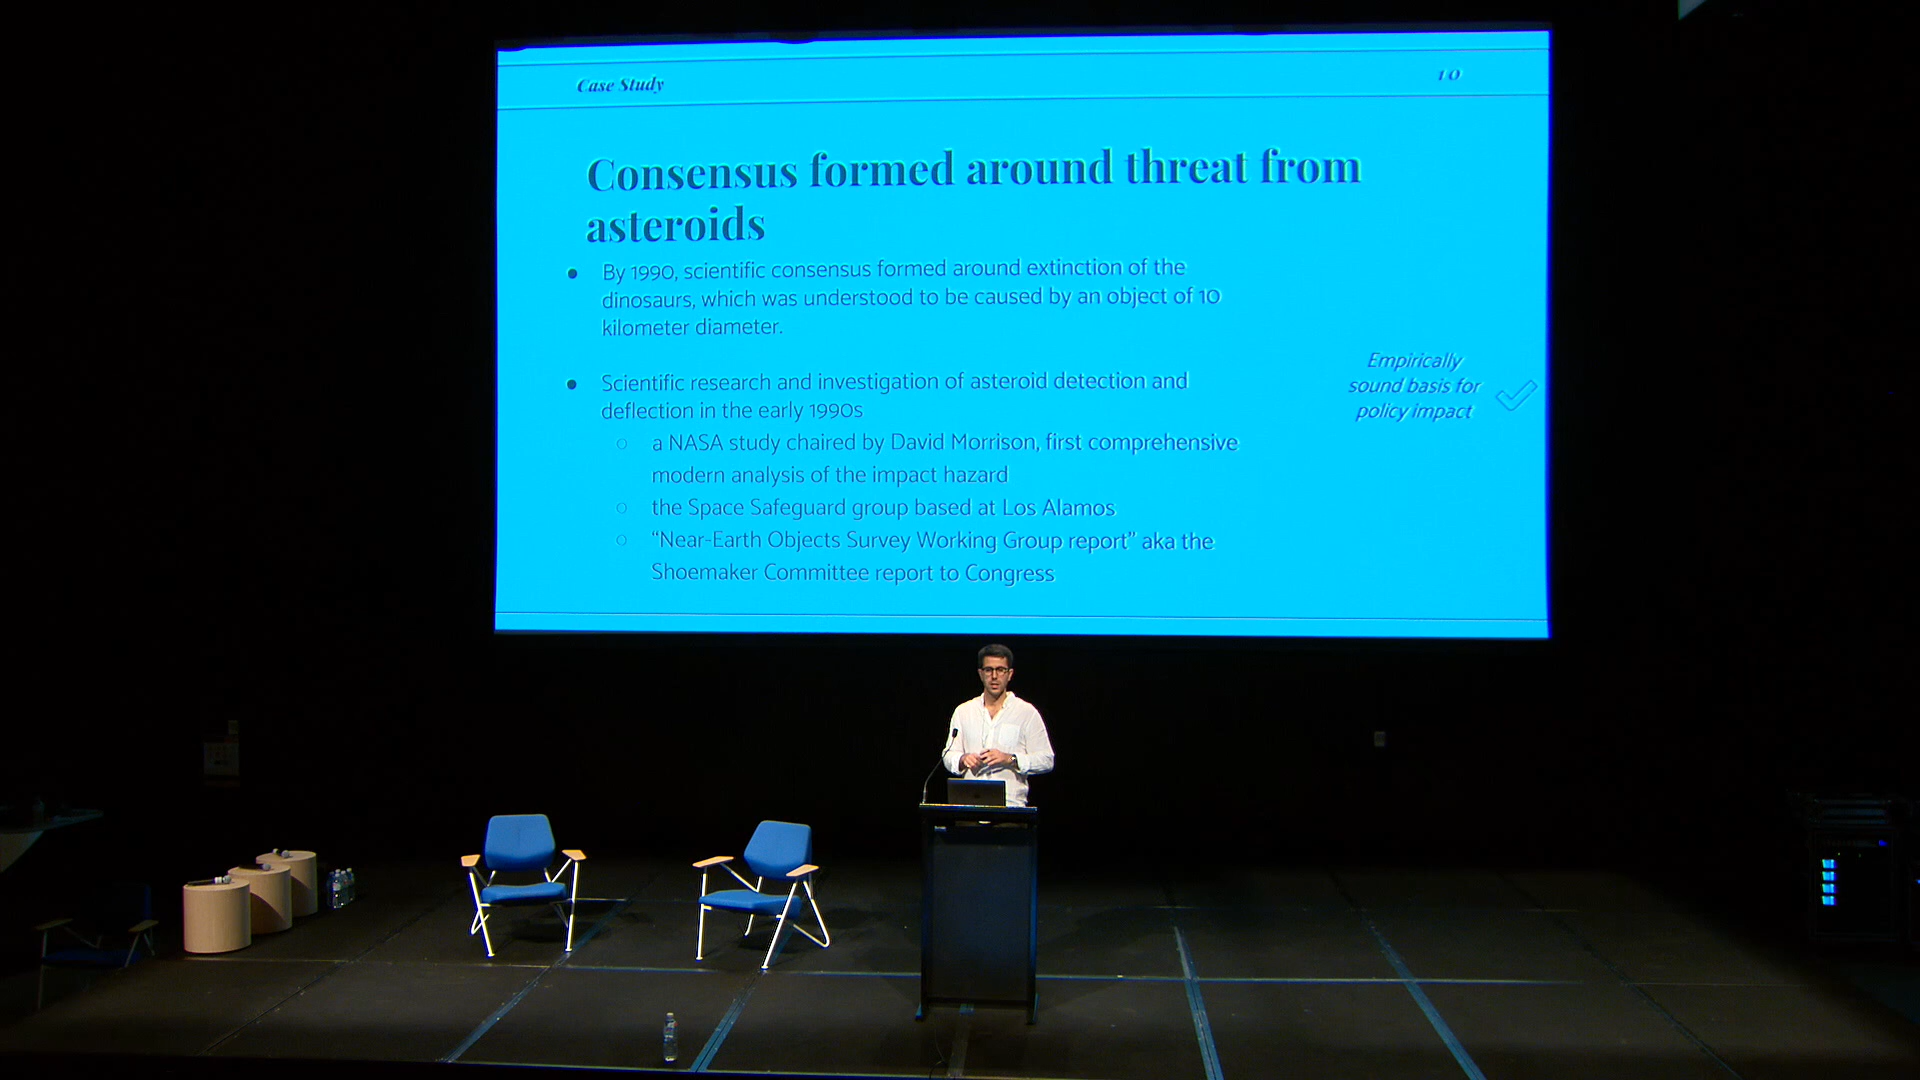 Case Study
10
Consensus formed around threat from
asteroids
● By 1990, scientific consensus formed around extinction of the
dinosaurs, which was understood to be caused by an object of 10
kilometer diameter.
● Scientific research and investigation of asteroid detection and
deflection in the early 1990s
○ a NASA study chaired by David Morrison, first comprehensive
modern analysis of the impact hazard
○ the Space Safeguard group based at Los Alamos
○ “Near-Earth Objects Survey Working Group report” aka the
Shoemaker Committee report to Congress
Empirically
sound basis for
policy impact